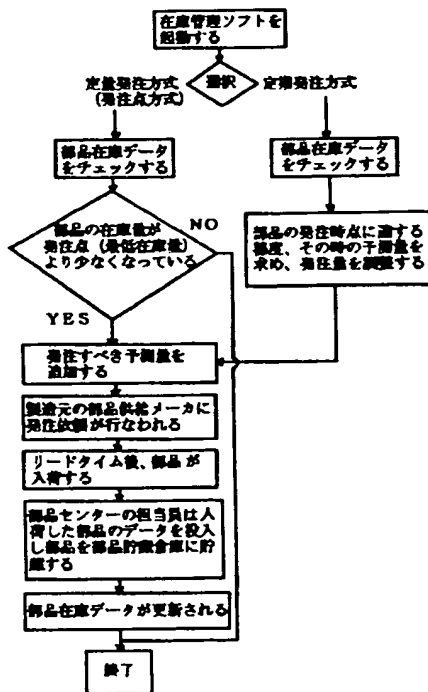 在庫管理ソフトを
起動する
選択
定量発注方式
(発注点方式)
定期発注方式
部品在庫データ
をチェックする
部品在庫データ
をチェックする
部品の在庫量が
発注点(最低在庫量)
より少なくなっている
NO
YES
部品の発注時点に達する
都度、その時の予測量を
求め、発注量を調整する
発注すべき予測量を
追加する
製造元の部品供給メーカに
発注依頼が行なわれる
リードタイム後、部品が
入荷する
部品センターの担当員は入
荷した部品のデータを投入
し部品を部品貯蔵倉庫に貯
蔵する
部品在庫データが更新される
終了